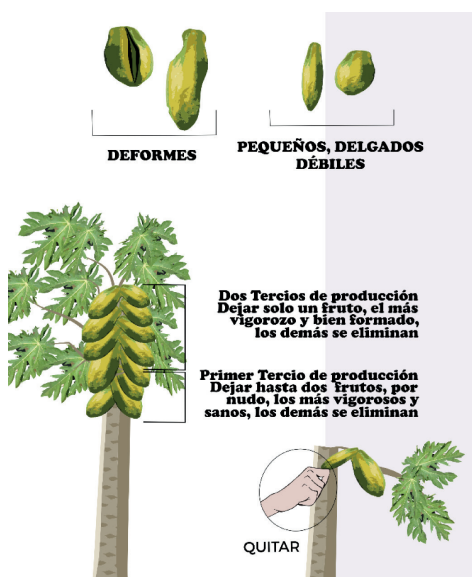 DEFORMES
PEQUEÑOS, DELGADOS
DÉBILES
Dos Tercios de producción
Dejar solo un fruto, el más
vigorozo y bien formado,
los demás se eliminan
Primer Tercio de producción
Dejar hasta dos frutos, por
nudo, los más vigorosos y
sanos, los demás se eliminan
QUITAR